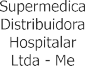 Supermedica
Distribuidora
Hospitalar
Ltda - Me